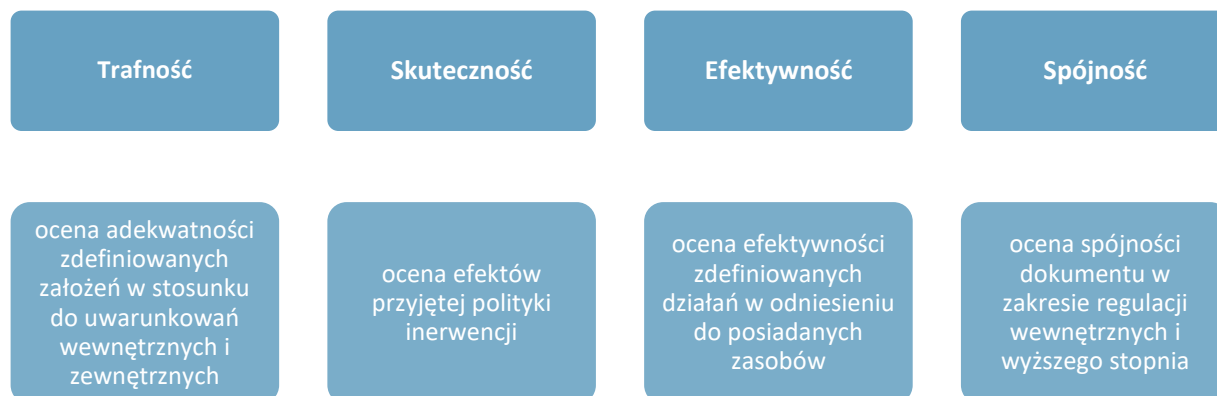 Trafność
Skuteczność
Efektywność
Spójność
ocena adekwatności
zdefiniowanych
założeń w stosunku
do uwarunkowań
wewnętrznych i
zewnętrznych
ocena efektów
przyjętej polityki
inerwencji
ocena efektywności
zdefiniowanych
działań w odniesieniu
do posiadanych
zasobów
ocena spójności
dokumentu w
zakresie regulacji
wewnętrznych i
wyższego stopnia